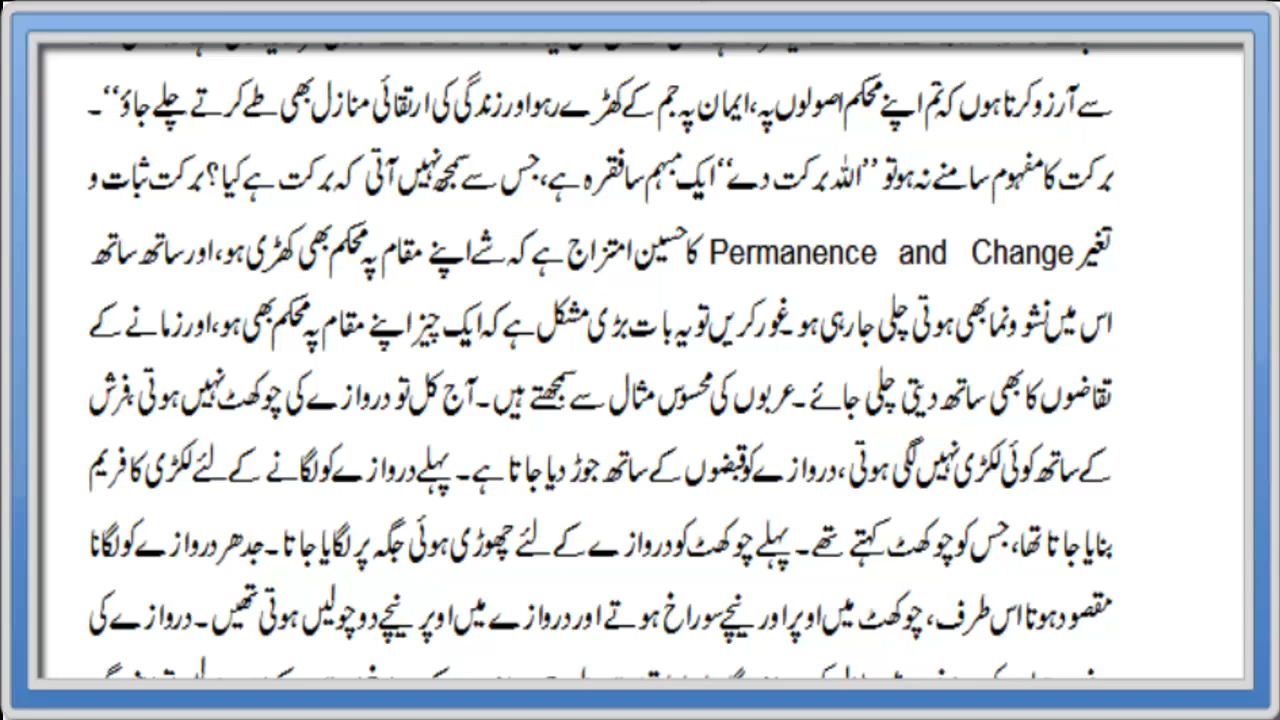 سے آرزو کرتا ہوں کہ تم اپنے محکم اصولوں پہ، ایمان پہ جم کے کھڑے رہو اور زندگی کی ارتقائی منازل بھی طے کرتے چلے جاؤ‘‘۔
برکت کا مفہوم سامنے نہ ہو تو ’’اللہ برکت دے‘‘ ایک مبہم سا فقرہ ہے، جس سے سمجھ نہیں آتی کہ برکت ہے کیا؟ برکت ثبات و
تغیر Permanence and Change کا حسین امتزاج ہے کہ شے اپنے مقام پہ محکم بھی کھڑی ہو، اور ساتھ ساتھ
اس میں نشو ونما بھی ہوتی چلی جا رہی ہو۔ غور کریں تو یہ بات بڑی مشکل ہے کہ ایک چیز اپنے مقام پہ محکم بھی ہو، اور زمانے کے
تقاضوں کا بھی ساتھ دیتی چلی جائے۔ عربوں کی محسوس مثال سے سمجھتے ہیں۔ آج کل تو دروازے کی چوکھٹ نہیں ہوتی، فرش
کے ساتھ کوئی لکڑی نہیں لگی ہوتی، دروازے کو قبضوں کے ساتھ جوڑ دیا جاتا ہے۔ پہلے دروازے کو لگانے کے لئے لکڑی کا فریم
بنایا جاتا تھا، جس کو چوکھٹ کہتے تھے۔ پہلے چوکھٹ کو دروازے کے لئے چھوڑی ہوئی جگہ پر لگایا جاتا۔ جدھر دروازے کو لگانا
مقصود ہوتا اس طرف، چوکھٹ میں اوپر اور نیچے سوراخ ہوتے اور دروازے میں اوپر نیچے دو چولیں ہوتی تھیں۔ دروازے کی